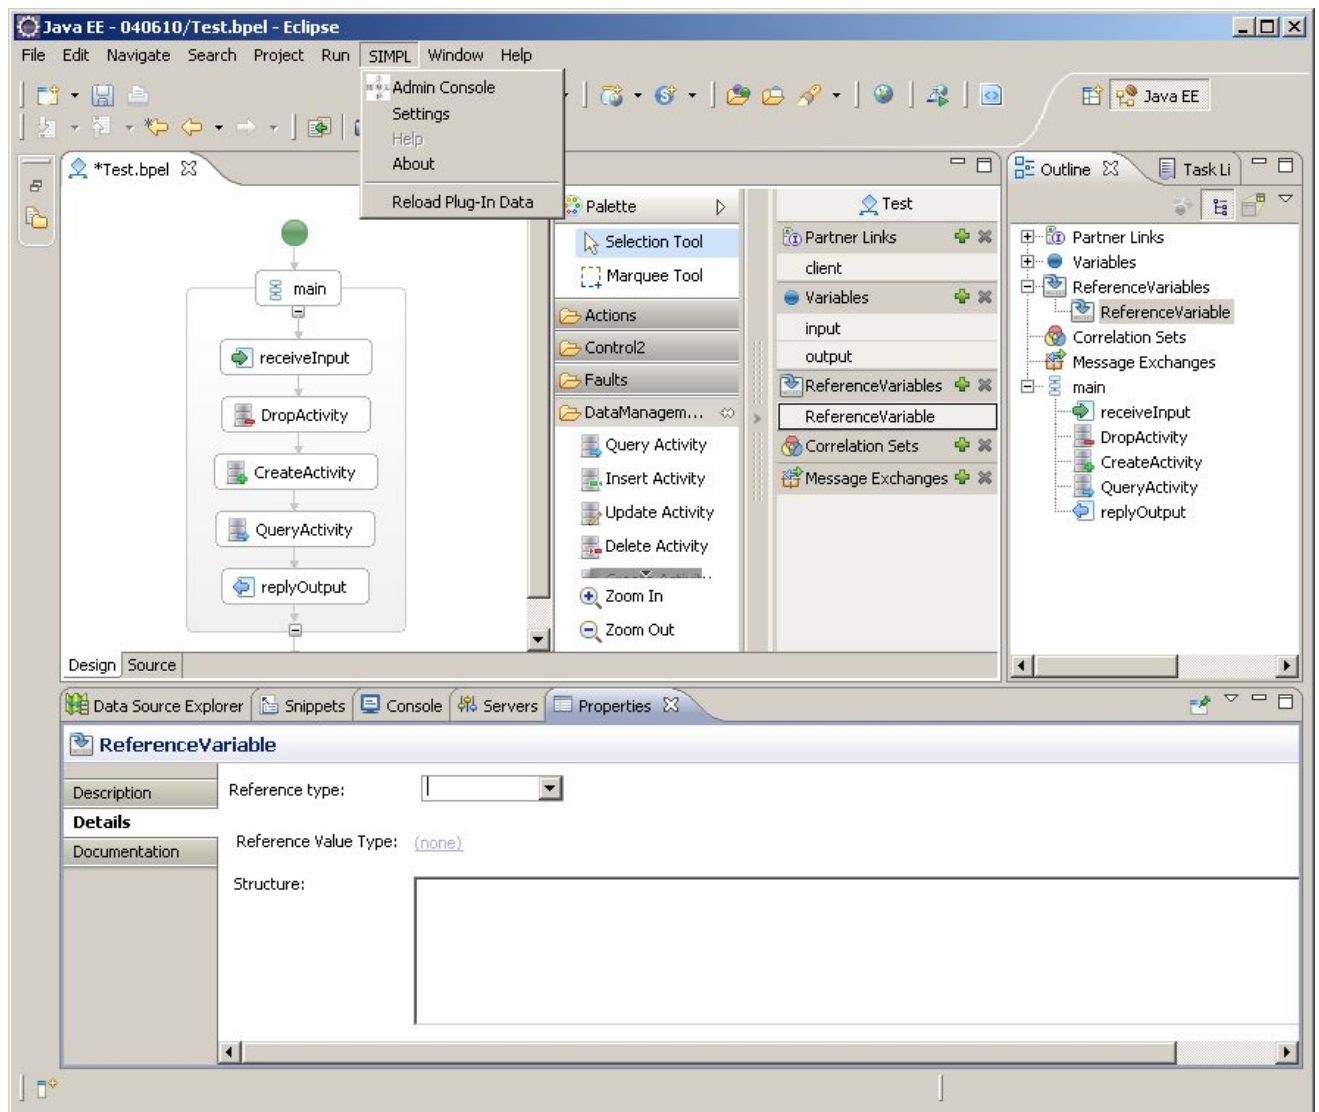 Java EE - 040610/Test.bpel - Eclipse
File Edit Navigate Search Project Run SIMPL Window Help
Admin Console
Settings
Help
About
Reload Plug-In Data
Java EE
*Test.bpel
main
receiveInput
DropActivity
CreateActivity
QueryActivity
replyOutput
Design Source
Palette
Selection Tool
Marquee Tool
Actions
Control2
Faults
DataManagem...
Query Activity
Insert Activity
Update Activity
Delete Activity
Zoom In
Zoom Out
Test
Partner Links
client
Variables
input
output
ReferenceVariables
ReferenceVariable
Correlation Sets
Message Exchanges
Outline Task Li
Partner Links
Variables
ReferenceVariables
ReferenceVariable
Correlation Sets
Message Exchanges
main
receiveInput
DropActivity
CreateActivity
QueryActivity
replyOutput
Data Source Explorer Snippets Console Servers Properties
ReferenceVariable
Description
Details
Documentation
Reference type:
Reference Value Type: (none)
Structure: